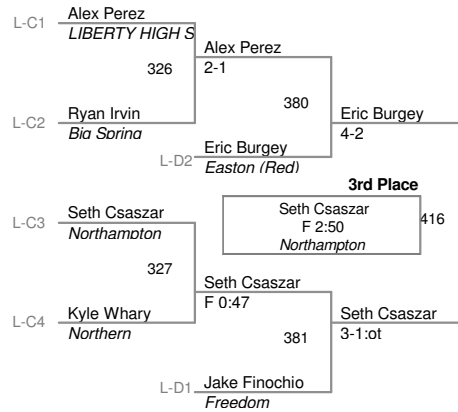 L-C1 Alex Perez
LIBERTY HIGH S
326
Alex Perez
2-1
L-C2 Ryan Irvin
Big Spring
380
L-D2 Eric Burgey
Easton (Red)
Eric Burgey
4-2
3rd Place
Seth Csaszar
F 2:50
Northampton
416
L-C3 Seth Csaszar
Northampton
327
Seth Csaszar
F 0:47
L-C4 Kyle Whary
Northern
381
Seth Csaszar
3-1:ot
L-D1 Jake Finochio
Freedom